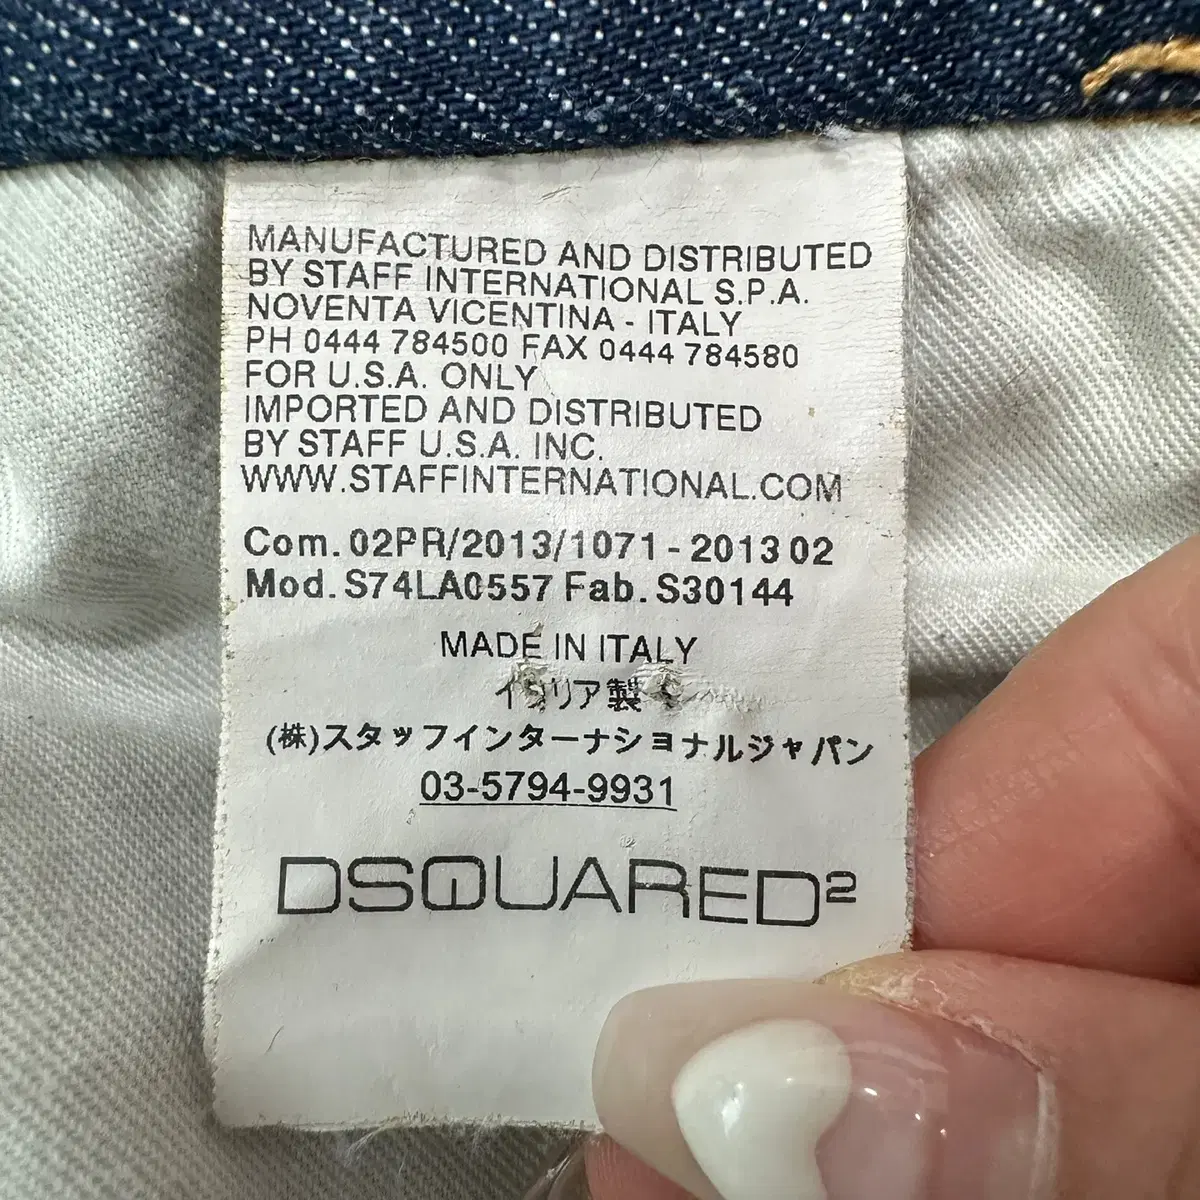 MANUFACTURED AND DISTRIBUTED
BY STAFF INTERNATIONAL S.P.A.
NOVENTA VICENTINA - ITALY
PH 0444 784500 FAX 0444 784580
FOR U.S.A. ONLY
IMPORTED AND DISTRIBUTED
BY STAFF U.S.A. INC.
WWW.STAFFINTERNATIONAL.COM
Com. 02PR/2013/1071 - 2013 02
Mod. S74LA0557 Fab. S30144
MADE IN ITALY
イタリア製
(株)スタッフインターナショナルジャパン
03-5794-9931
DSQUARED2